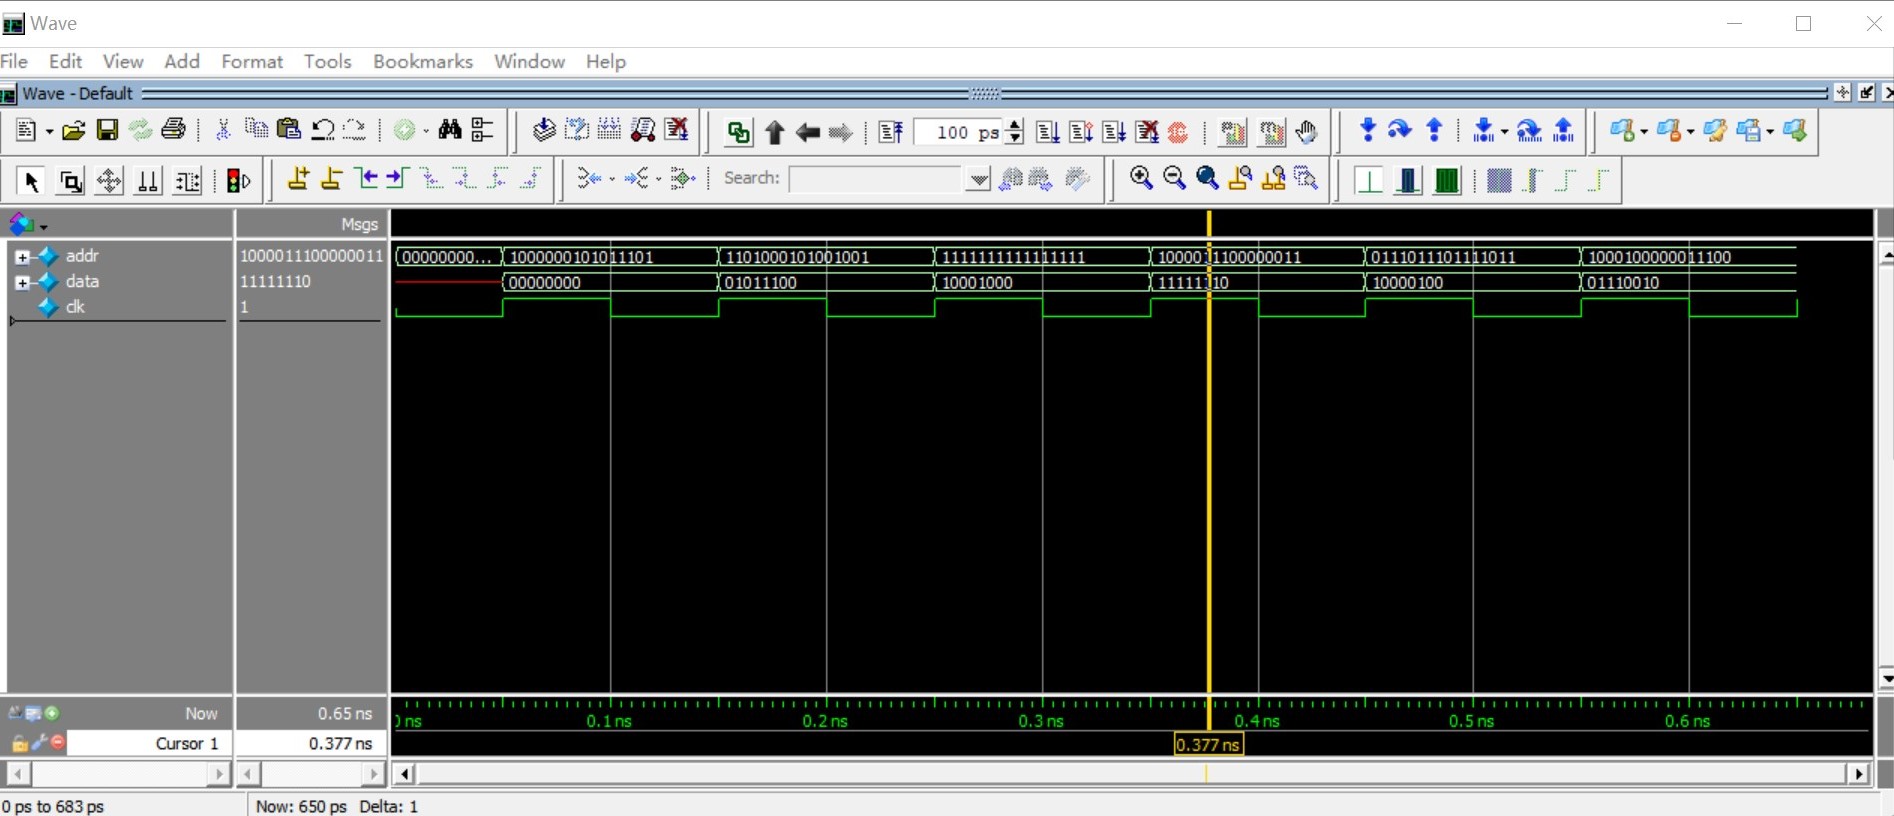 Wave
File Edit View Add Format Tools Bookmarks Window Help
Wave - Default
100 ps
Search:
Msgs
addr 1000011100000011 00000000... 1000000101011101 1101000101001001 1111111111111111 1000011100000011 0111011101111011 1000100000011100
data 11111110 00000000 01011100 10001000 11111110 10000100 01110010
clk 1
Now 0.65 ns 0 ns 0.1 ns 0.2 ns 0.3 ns 0.4 ns 0.5 ns 0.6 ns
Cursor 1 0.377 ns 0.377 ns
0 ps to 683 ps Now: 650 ps Delta: 1